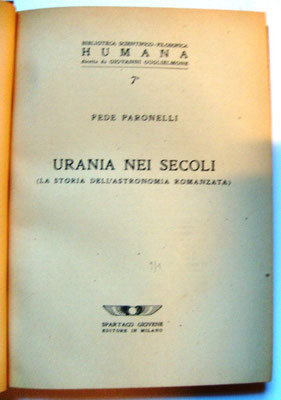 BIBLIOTECA SCIENTIFICO-FILOSOFICA
HUMANA
diretta da GIOVANNI GUGLIELMONE
7°
FEDE PARONELLI
URANIA NEI SECOLI
(LA STORIA DELL'ASTRONOMIA ROMANZATA)
SPARTACO GIOVENE
EDITORE IN MILANO